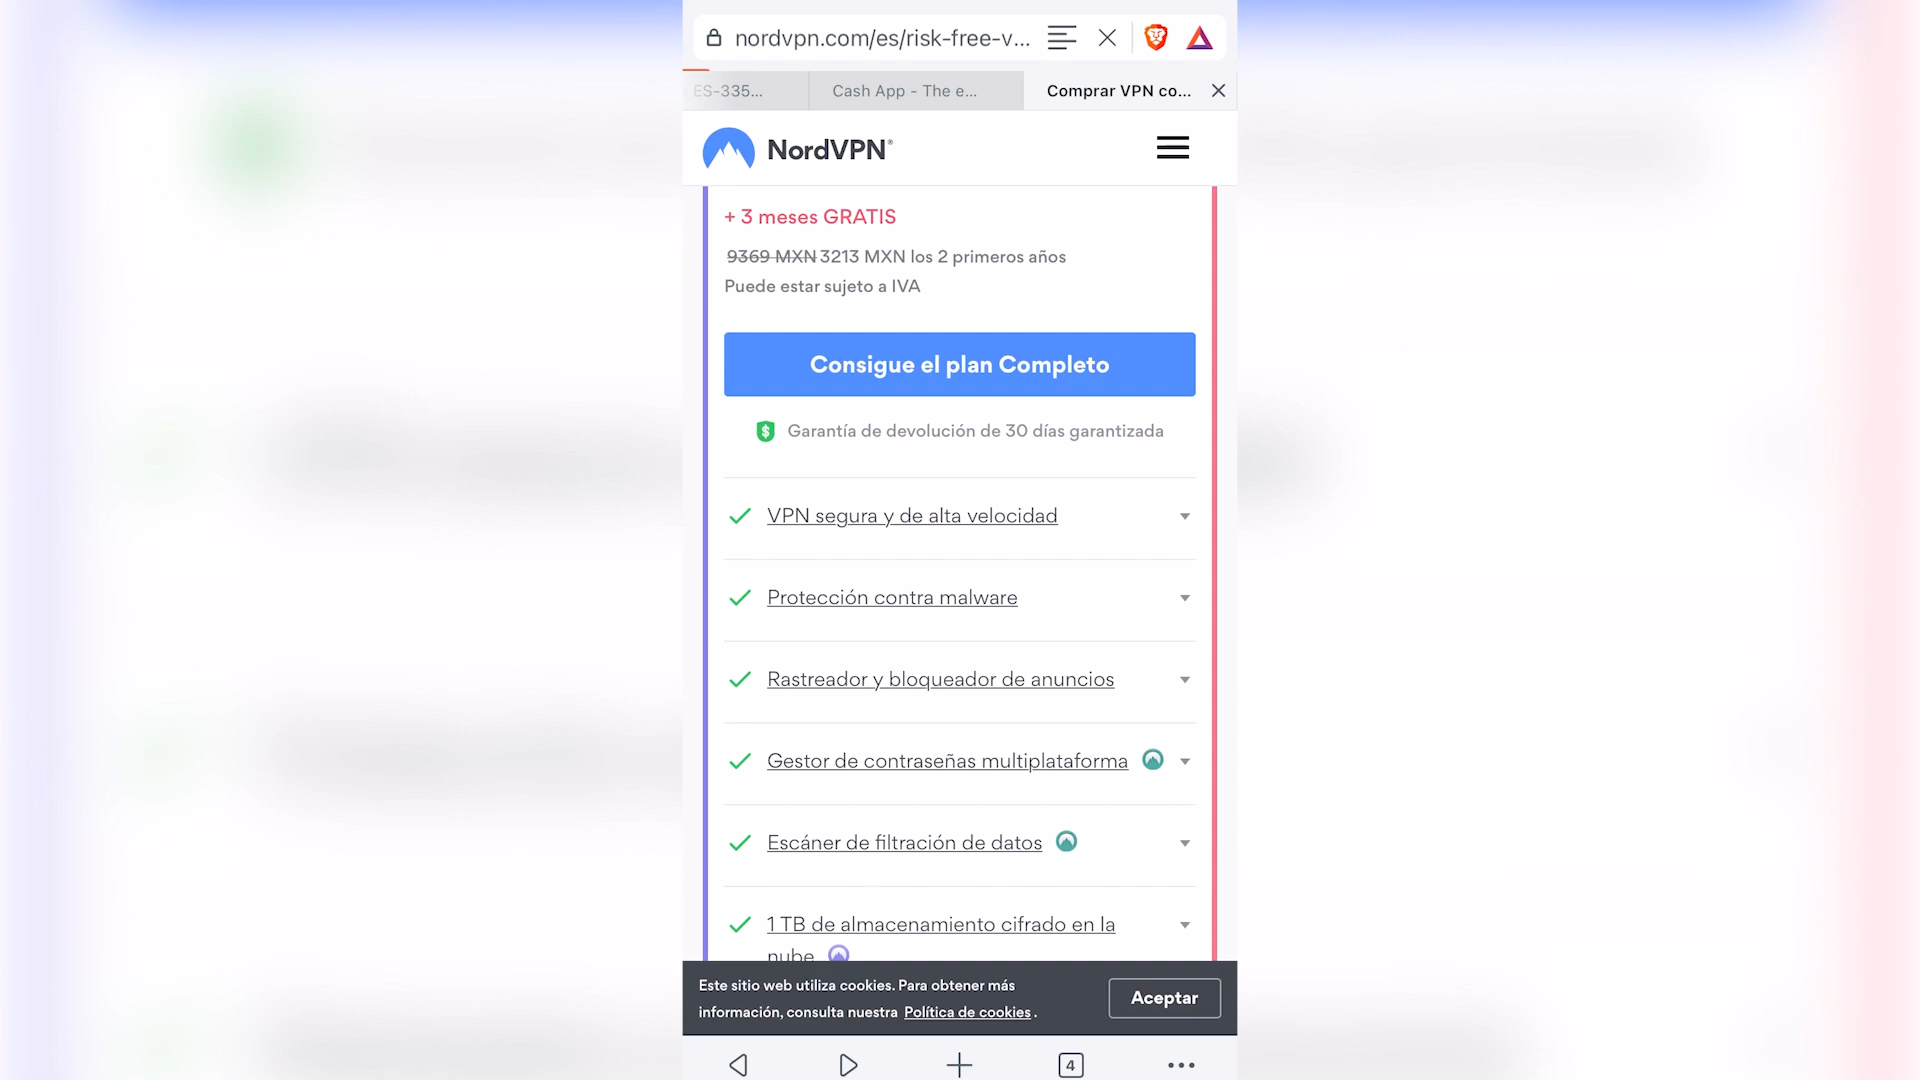 nordvpn.com/es/risk-free-v...
ES-335...
Cash App - The e...
Comprar VPN co...
NordVPN®
+ 3 meses GRATIS
9369 MXN 3213 MXN los 2 primeros años
Puede estar sujeto a IVA
Consigue el plan Completo
Garantía de devolución de 30 días garantizada
VPN segura y de alta velocidad
Protección contra malware
Rastreador y bloqueador de anuncios
Gestor de contraseñas multiplataforma
Escáner de filtración de datos
1 TB de almacenamiento cifrado en la
nube
Este sitio web utiliza cookies. Para obtener más
información, consulta nuestra Política de cookies.
Aceptar
4